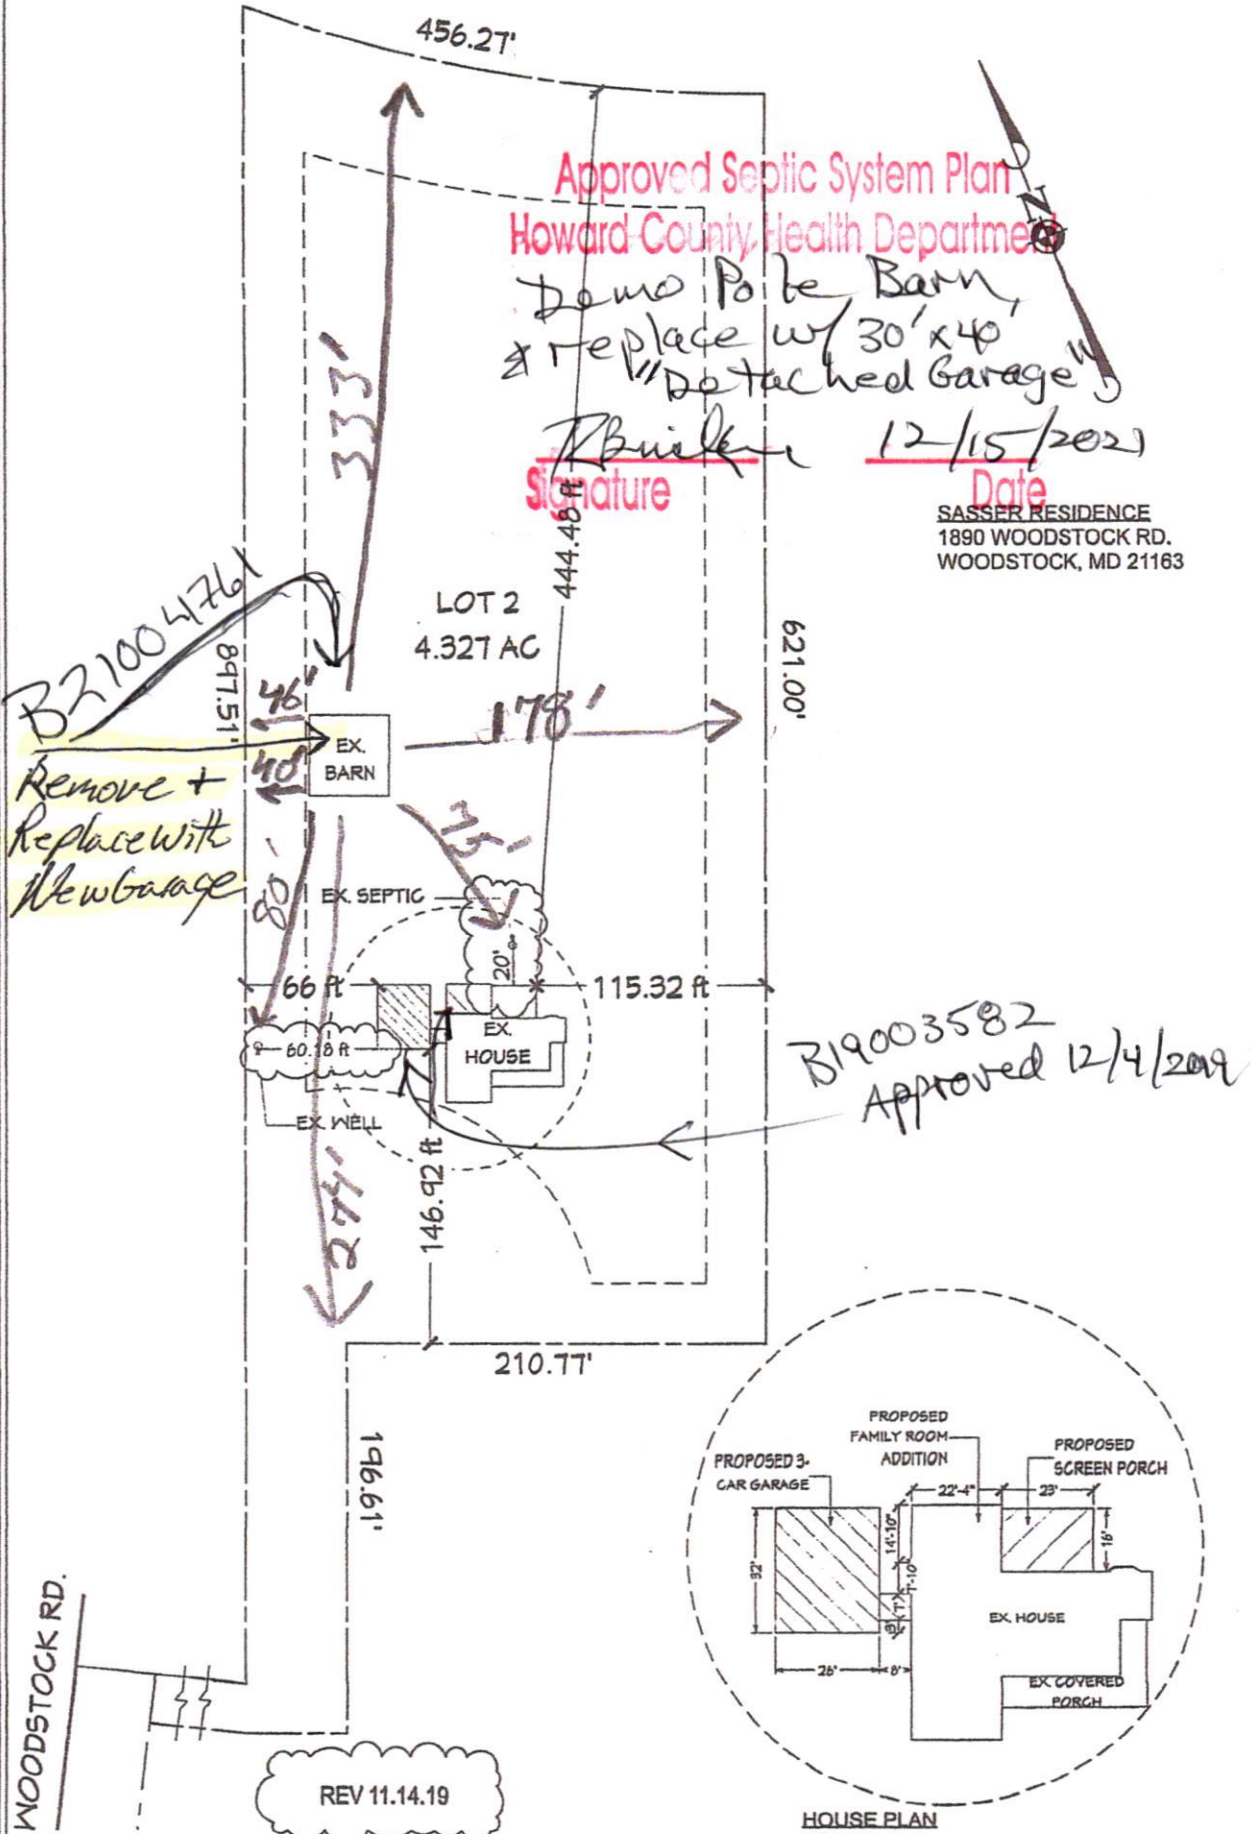 456.27'
Approved Septic System Plan
Howard County Health Department
N
Demo Pole Barn,
& replace w/ 30'x40'
"Detached Garage"
12/15/2021
Signature
Date
SASSER RESIDENCE
1890 WOODSTOCK RD.
WOODSTOCK, MD 21163
333'
444.48 ft
LOT 2
4.327 AC
621.00'
B21004761
897.51'
46'
178'
EX.
BARN
40'
Remove +
Replace with
New Garage
75'
80'
EX. SEPTIC
20'
66 ft
115.32 ft
EX.
HOUSE
60.18 ft
B19003582
Approved 12/4/2019
EX. WELL
146.92 ft
274'
210.77'
196.61'
PROPOSED
FAMILY ROOM
ADDITION
PROPOSED 3-
CAR GARAGE
PROPOSED
SCREEN PORCH
22'-4"
23'
14'-10"
16'
32'
7'-10"
7'
EX. HOUSE
26'
8'
EX. COVERED
PORCH
WOODSTOCK RD.
REV 11.14.19
HOUSE PLAN